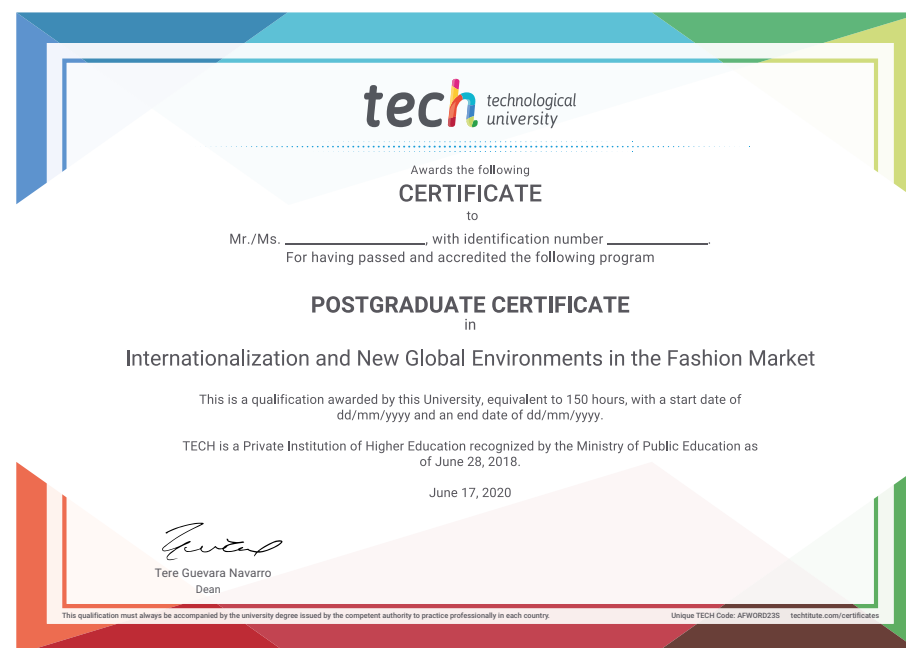 tech technological
university
Awards the following
CERTIFICATE
to
Mr./Ms. ____________________, with identification number ______________.
For having passed and accredited the following program
POSTGRADUATE CERTIFICATE
in
Internationalization and New Global Environments in the Fashion Market
This is a qualification awarded by this University, equivalent to 150 hours, with a start date of
dd/mm/yyyy and an end date of dd/mm/yyyy.
TECH is a Private Institution of Higher Education recognized by the Ministry of Public Education as
of June 28, 2018.
June 17, 2020
Tere Guevara Navarro
Dean
This qualification must always be accompanied by the university degree issued by the competent authority to practice professionally in each country.
Unique TECH Code: AFWORD23S techtitute.com/certificates